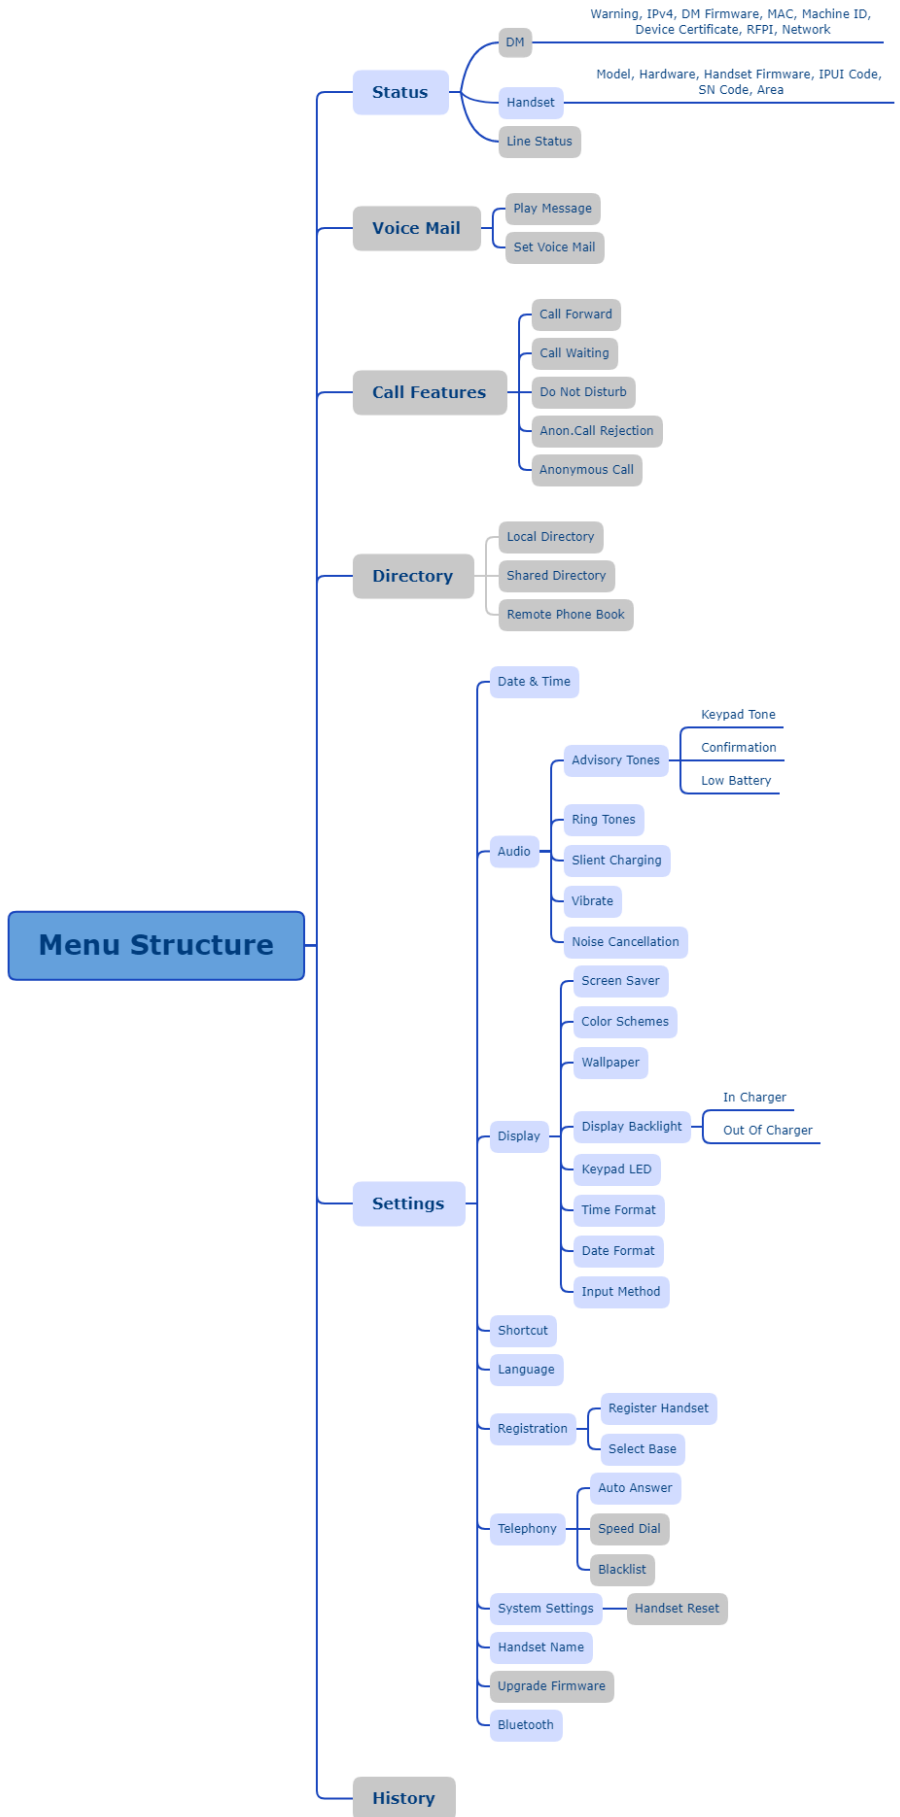 Warning, IPv4, DM Firmware, MAC, Machine ID,
Device Certificate, RFPI, Network
DM
Model, Hardware, Handset Firmware, IPUI Code,
SN Code, Area
Status
Handset
Line Status
Play Message
Voice Mail
Set Voice Mail
Call Forward
Call Waiting
Call Features
Do Not Disturb
Anon.Call Rejection
Anonymous Call
Local Directory
Directory
Shared Directory
Remote Phone Book
Date & Time
Keypad Tone
Confirmation
Advisory Tones
Low Battery
Ring Tones
Audio
Slient Charging
Vibrate
Noise Cancellation
Menu Structure
Screen Saver
Color Schemes
Wallpaper
In Charger
Display Backlight
Out Of Charger
Display
Keypad LED
Settings
Time Format
Date Format
Input Method
Shortcut
Language
Register Handset
Registration
Select Base
Auto Answer
Telephony
Speed Dial
Blacklist
System Settings
Handset Reset
Handset Name
Upgrade Firmware
Bluetooth
History